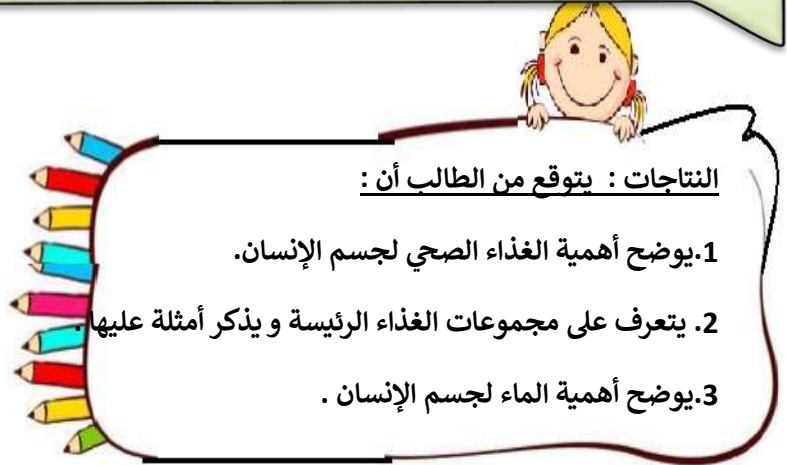 النتاجات : يتوقع من الطالب أن :
1.يوضح أهمية الغذاء الصحي لجسم الإنسان.
2. يتعرف على مجموعات الغذاء الرئيسة و يذكر أمثلة عليها .
3.يوضح أهمية الماء لجسم الإنسان .